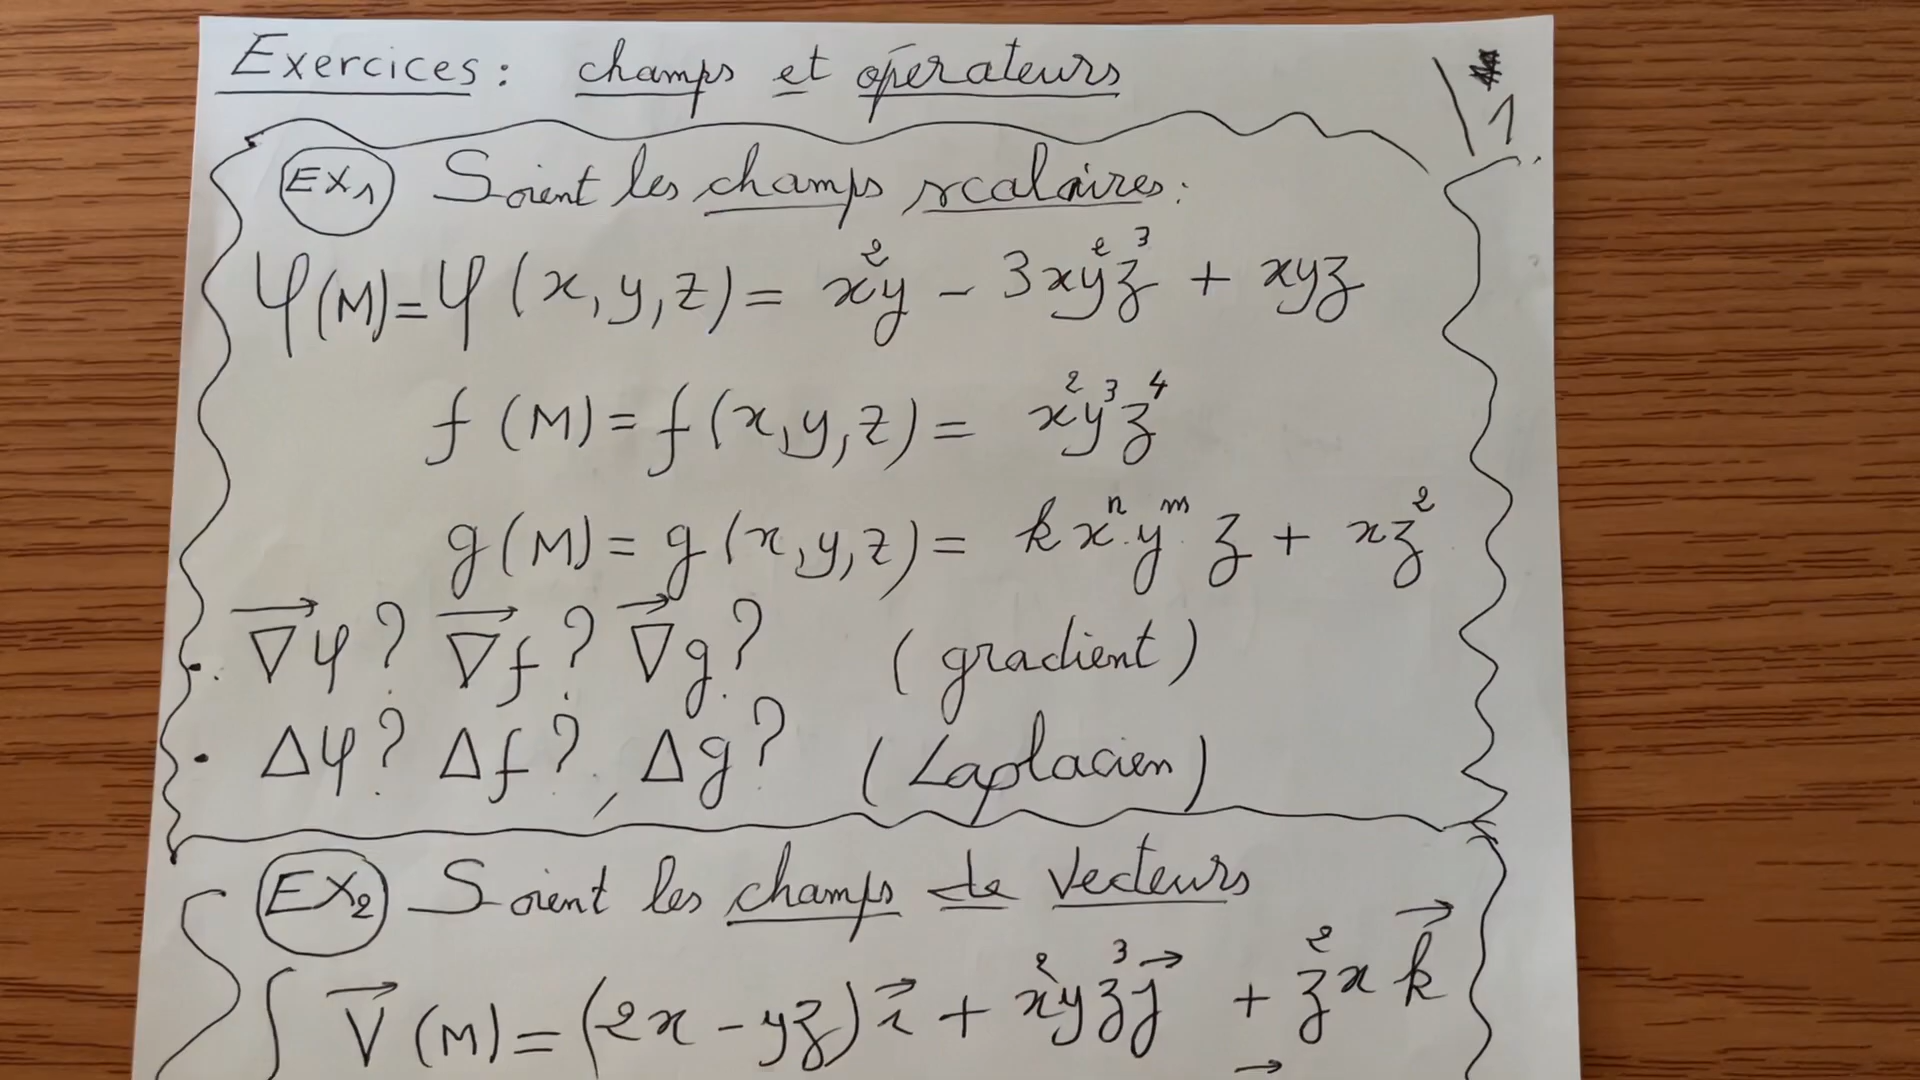 Exercices : champs et opérateurs
1
EX1 Soient les champs scalaires :
φ(M) = φ(x, y, z) = x²y - 3xy²z³ + xyz
f(M) = f(x, y, z) = x²y³z⁴
g(M) = g(x, y, z) = k xⁿ y^m z + xz²
• ∇⃗φ ? ∇⃗f ? ∇⃗g ? (gradient)
• Δφ ? Δf ?, Δg ? (Laplacien)
EX2 Soient les champs de vecteurs
V⃗(M) = (2x - yz) i⃗ + x²yz³ j⃗ + z²x k⃗